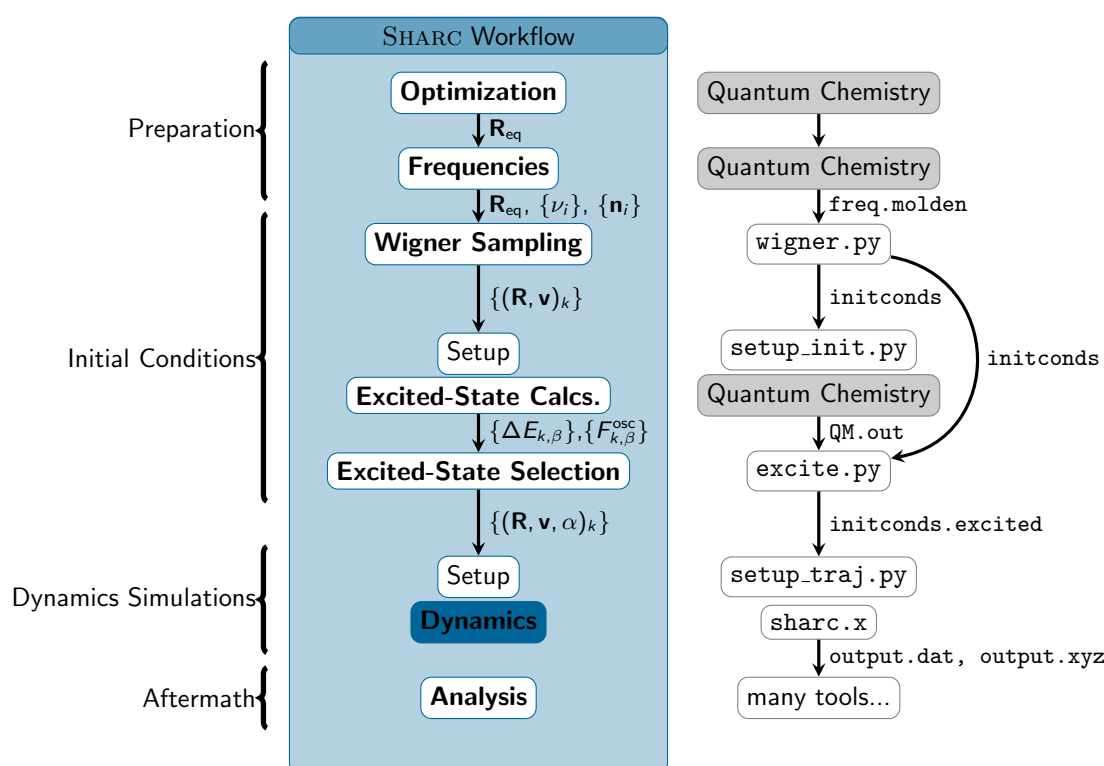 SHARC Workflow
Preparation
Optimization
Quantum Chemistry
R_eq
Frequencies
Quantum Chemistry
R_eq, {ν_i}, {n_i}
freq.molden
Initial Conditions
Wigner Sampling
wigner.py
{(R, v)_k}
initconds
initconds
Setup
setup_init.py
Excited-State Calcs.
Quantum Chemistry
{ΔE_{k,β}},{F^{osc}_{k,β}}
QM.out
Excited-State Selection
excite.py
{(R, v, α)_k}
initconds.excited
Dynamics Simulations
Setup
setup_traj.py
Dynamics
sharc.x
output.dat, output.xyz
Aftermath
Analysis
many tools...